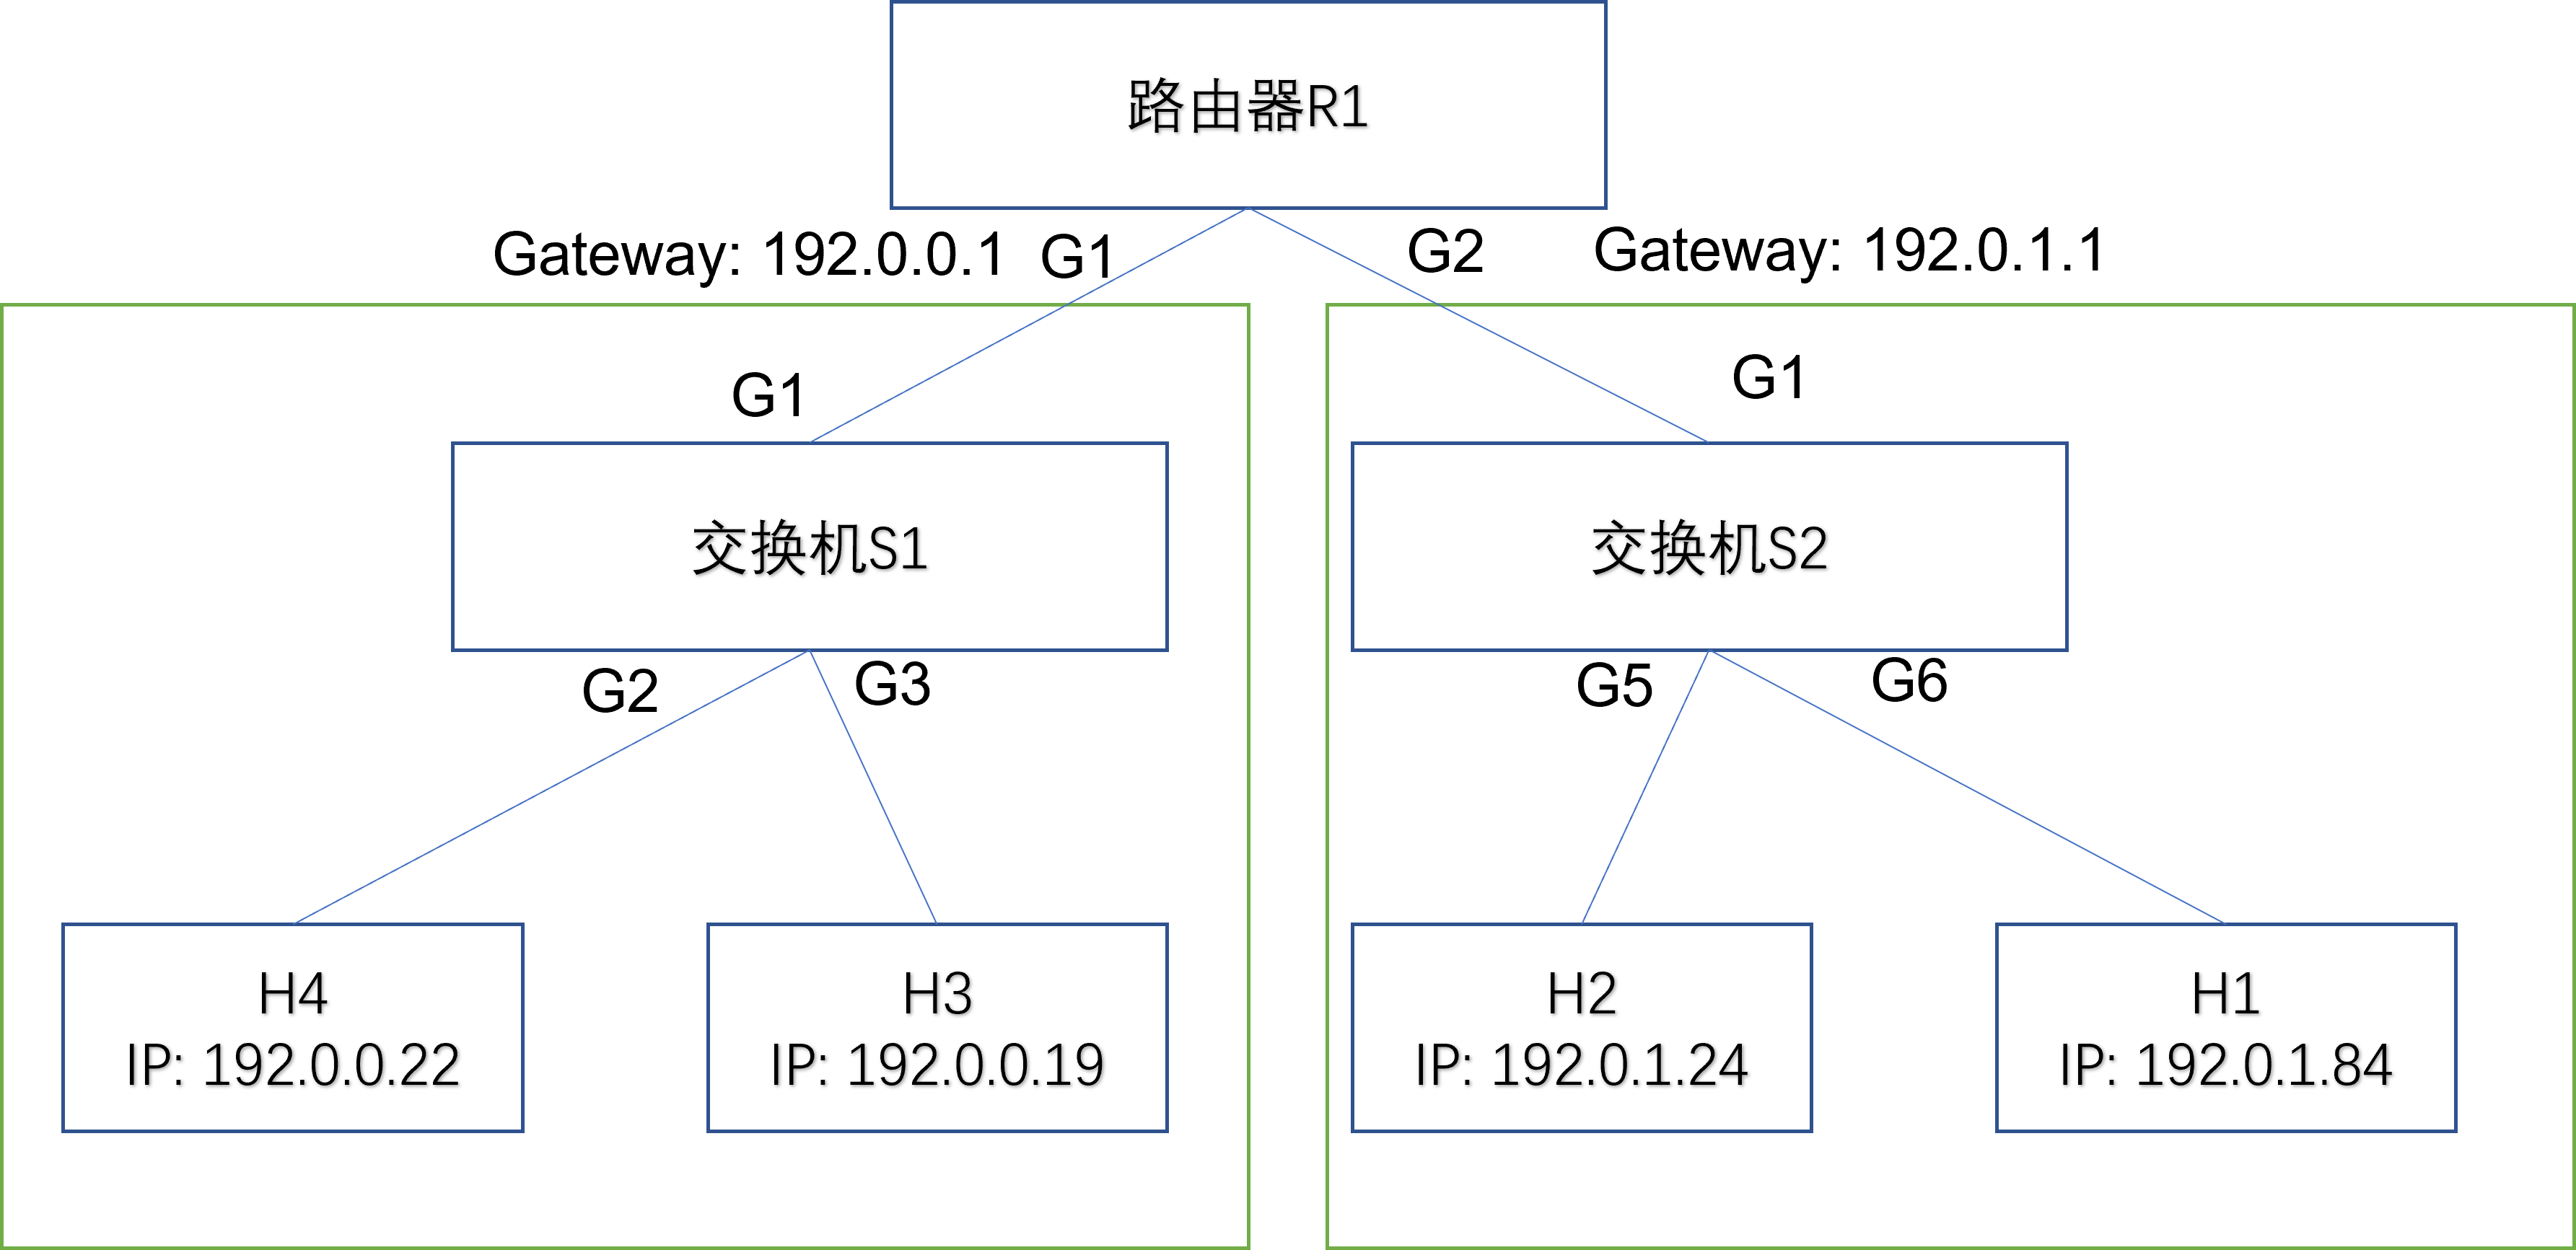 路由器R1
Gateway: 192.0.0.1
G1
G2
Gateway: 192.0.1.1
G1
G1
交换机S1
交换机S2
G2
G3
G5
G6
H4
IP: 192.0.0.22
H3
IP: 192.0.0.19
H2
IP: 192.0.1.24
H1
IP: 192.0.1.84